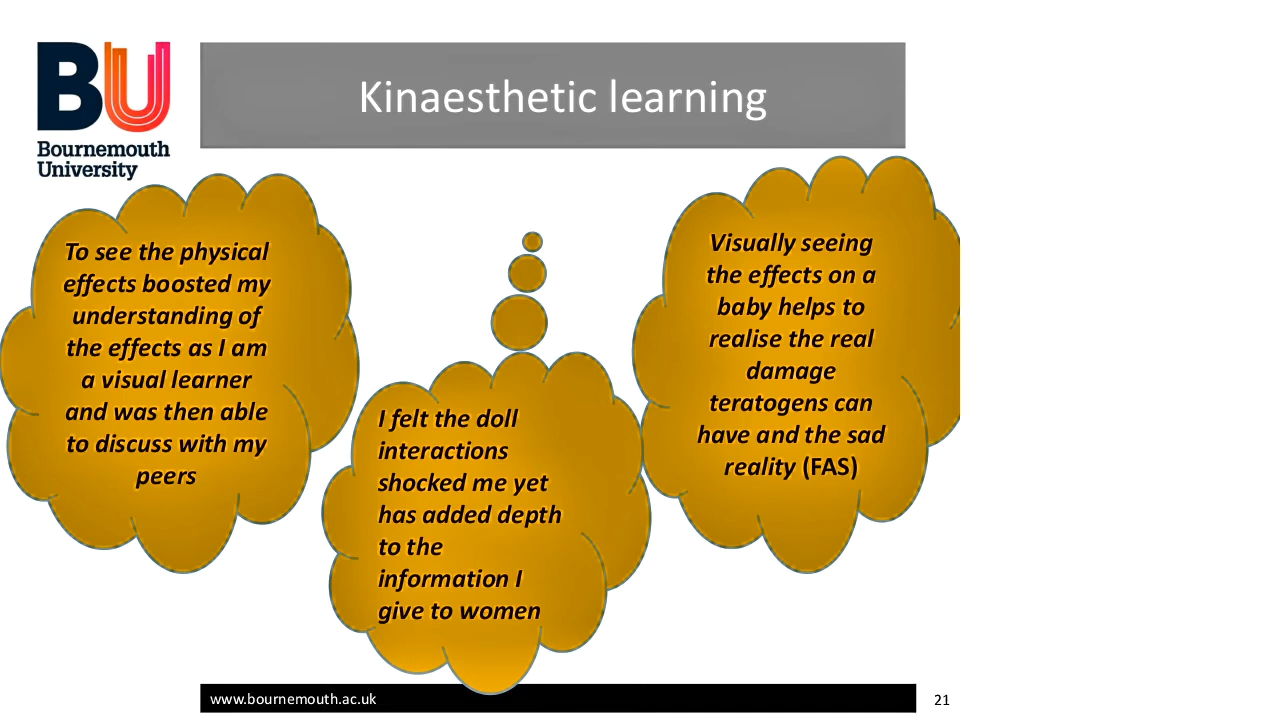 BU
Bournemouth
University
Kinaesthetic learning
To see the physical
effects boosted my
understanding of
the effects as I am
a visual learner
and was then able
to discuss with my
peers
I felt the doll
interactions
shocked me yet
has added depth
to the
information I
give to women
Visually seeing
the effects on a
baby helps to
realise the real
damage
teratogens can
have and the sad
reality (FAS)
www.bournemouth.ac.uk
21